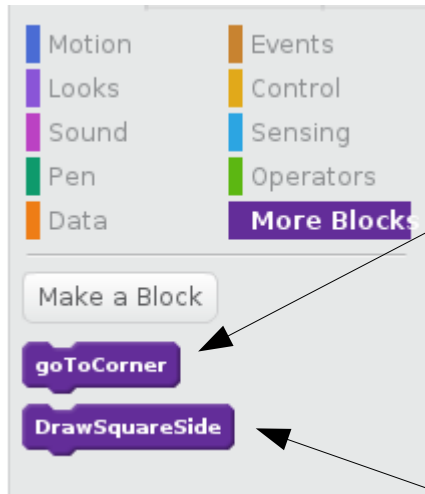 Motion
Events
Looks
Control
Sound
Sensing
Pen
Operators
Data
More Blocks
Make a Block
goToCorner
DrawSquareSide